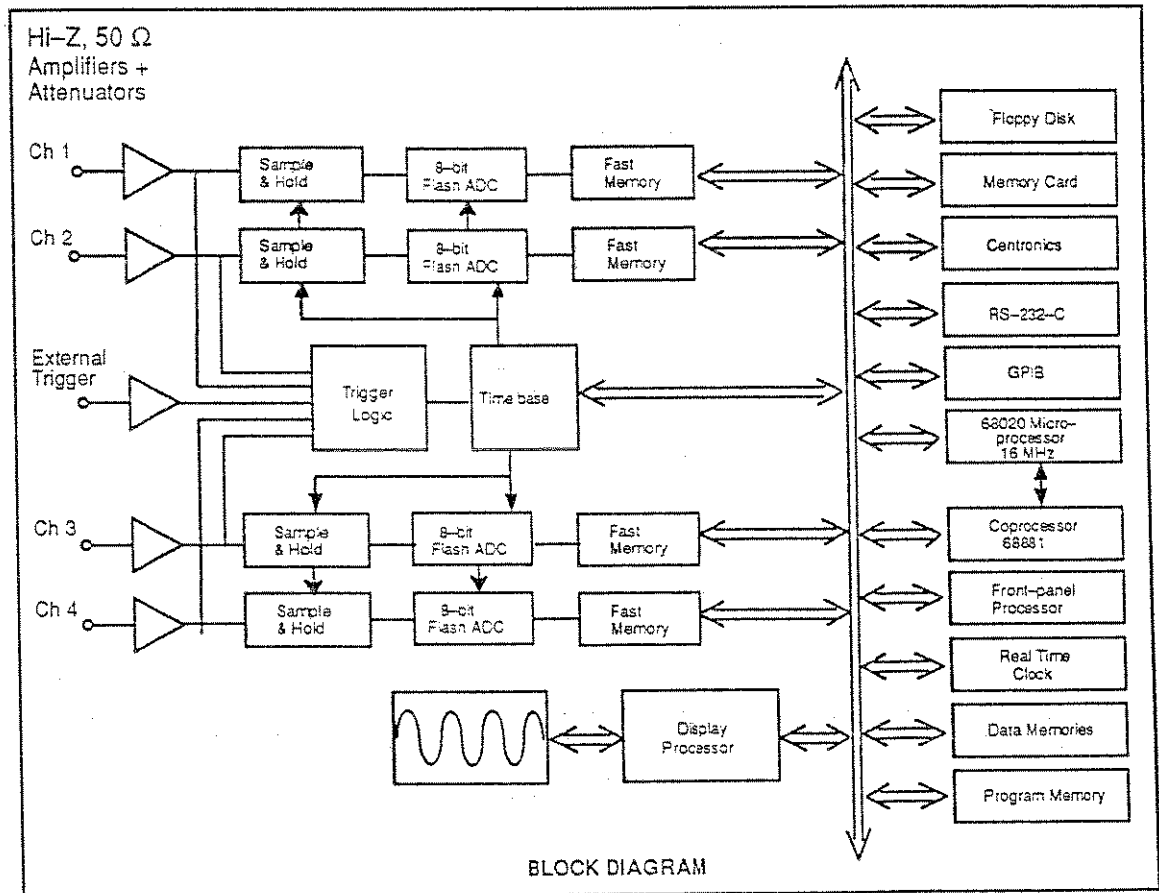 Hi–Z, 50 Ω
Amplifiers +
Attenuators
Ch 1
Sample
& Hold
8–bit
Flash ADC
Fast
Memory
Ch 2
Sample
& Hold
8–bit
Flash ADC
Fast
Memory
External
Trigger
Trigger
Logic
Time base
Ch 3
Sample
& Hold
8–bit
Flash ADC
Fast
Memory
Ch 4
Sample
& Hold
8–bit
Flash ADC
Fast
Memory
Display
Processor
Floppy Disk
Memory Card
Centronics
RS–232–C
GPIB
68020 Micro–
processor
16 MHz
Coprocessor
68881
Front–panel
Processor
Real Time
Clock
Data Memories
Program Memory
BLOCK DIAGRAM